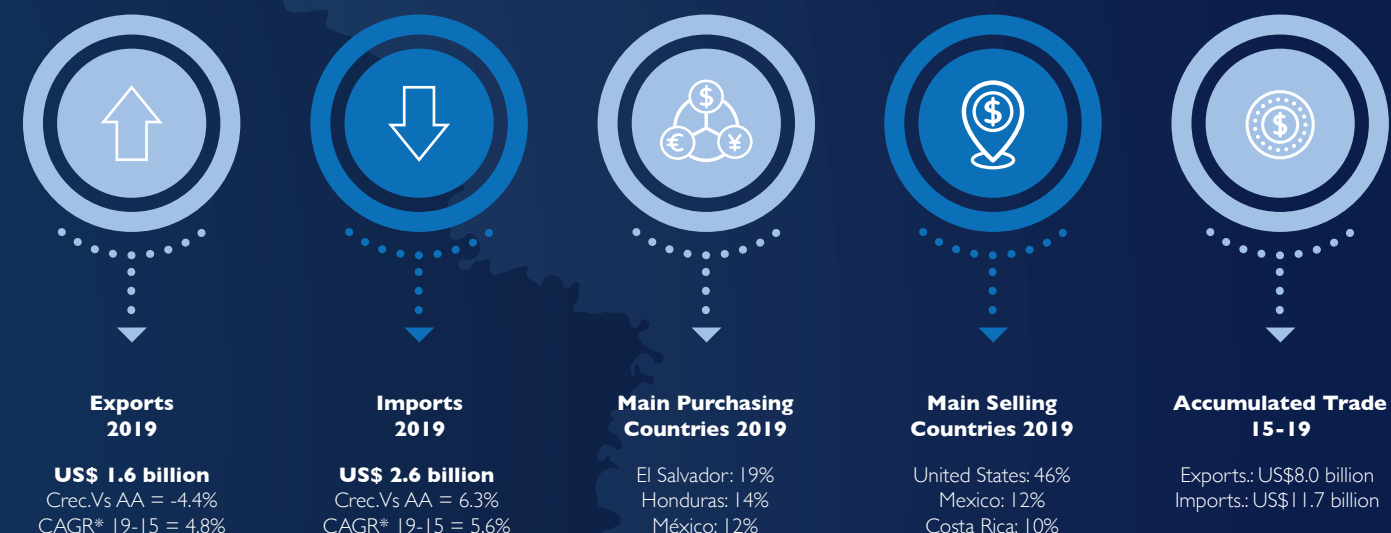 Exports
2019
US$ 1.6 billion
Crec.Vs AA = -4.4%
CAGR* 19-15 = 4.8%
Imports
2019
US$ 2.6 billion
Crec.Vs AA = 6.3%
CAGR* 19-15 = 5.6%
$
€ ¥
Main Purchasing
Countries 2019
El Salvador: 19%
Honduras: 14%
México: 12%
$
Main Selling
Countries 2019
United States: 46%
Mexico: 12%
Costa Rica: 10%
$
Accumulated Trade
15-19
Exports.: US$8.0 billion
Imports.: US$11.7 billion